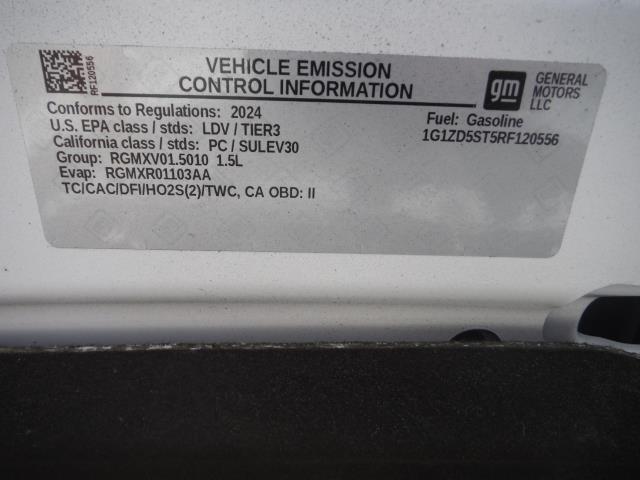 RF120556
VEHICLE EMISSION
CONTROL INFORMATION
gm
GENERAL
MOTORS
LLC
Conforms to Regulations: 2024
U.S. EPA class / stds: LDV / TIER3
California class / stds: PC / SULEV30
Group: RGMXV01.5010 1.5L
Evap: RGMXR01103AA
TC/CAC/DFI/HO2S(2)/TWC, CA OBD: II
Fuel: Gasoline
1G1ZD5ST5RF120556